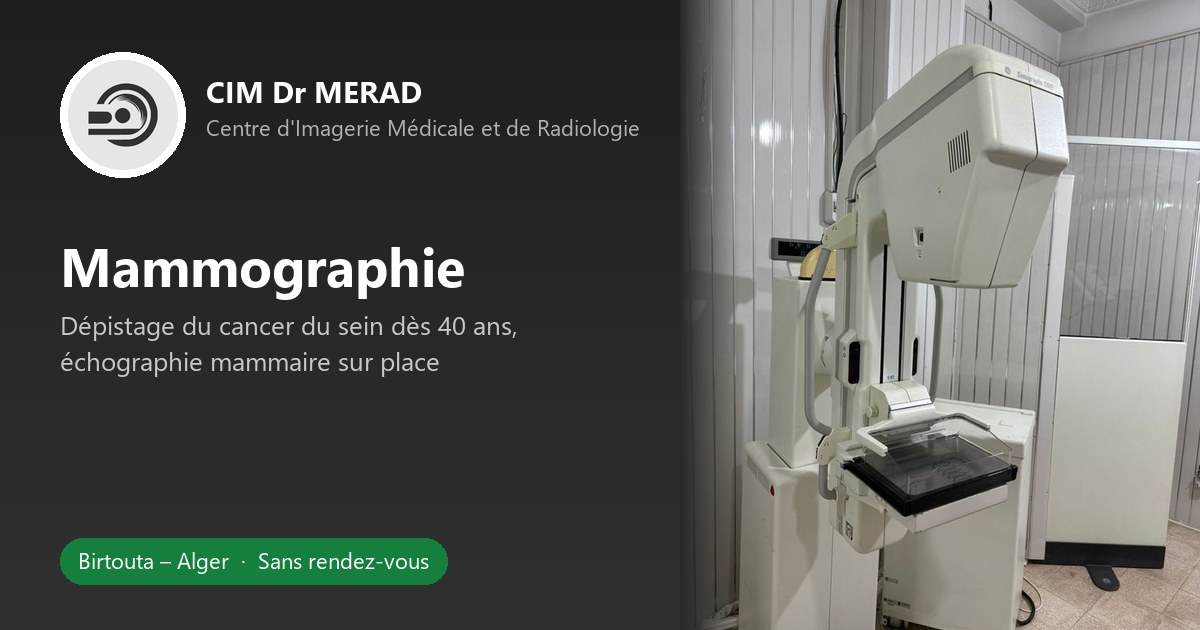 CIM Dr MERAD
Centre d'Imagerie Médicale et de Radiologie
Mammographie
Dépistage du cancer du sein dès 40 ans,
échographie mammaire sur place
Birtouta – Alger · Sans rendez-vous